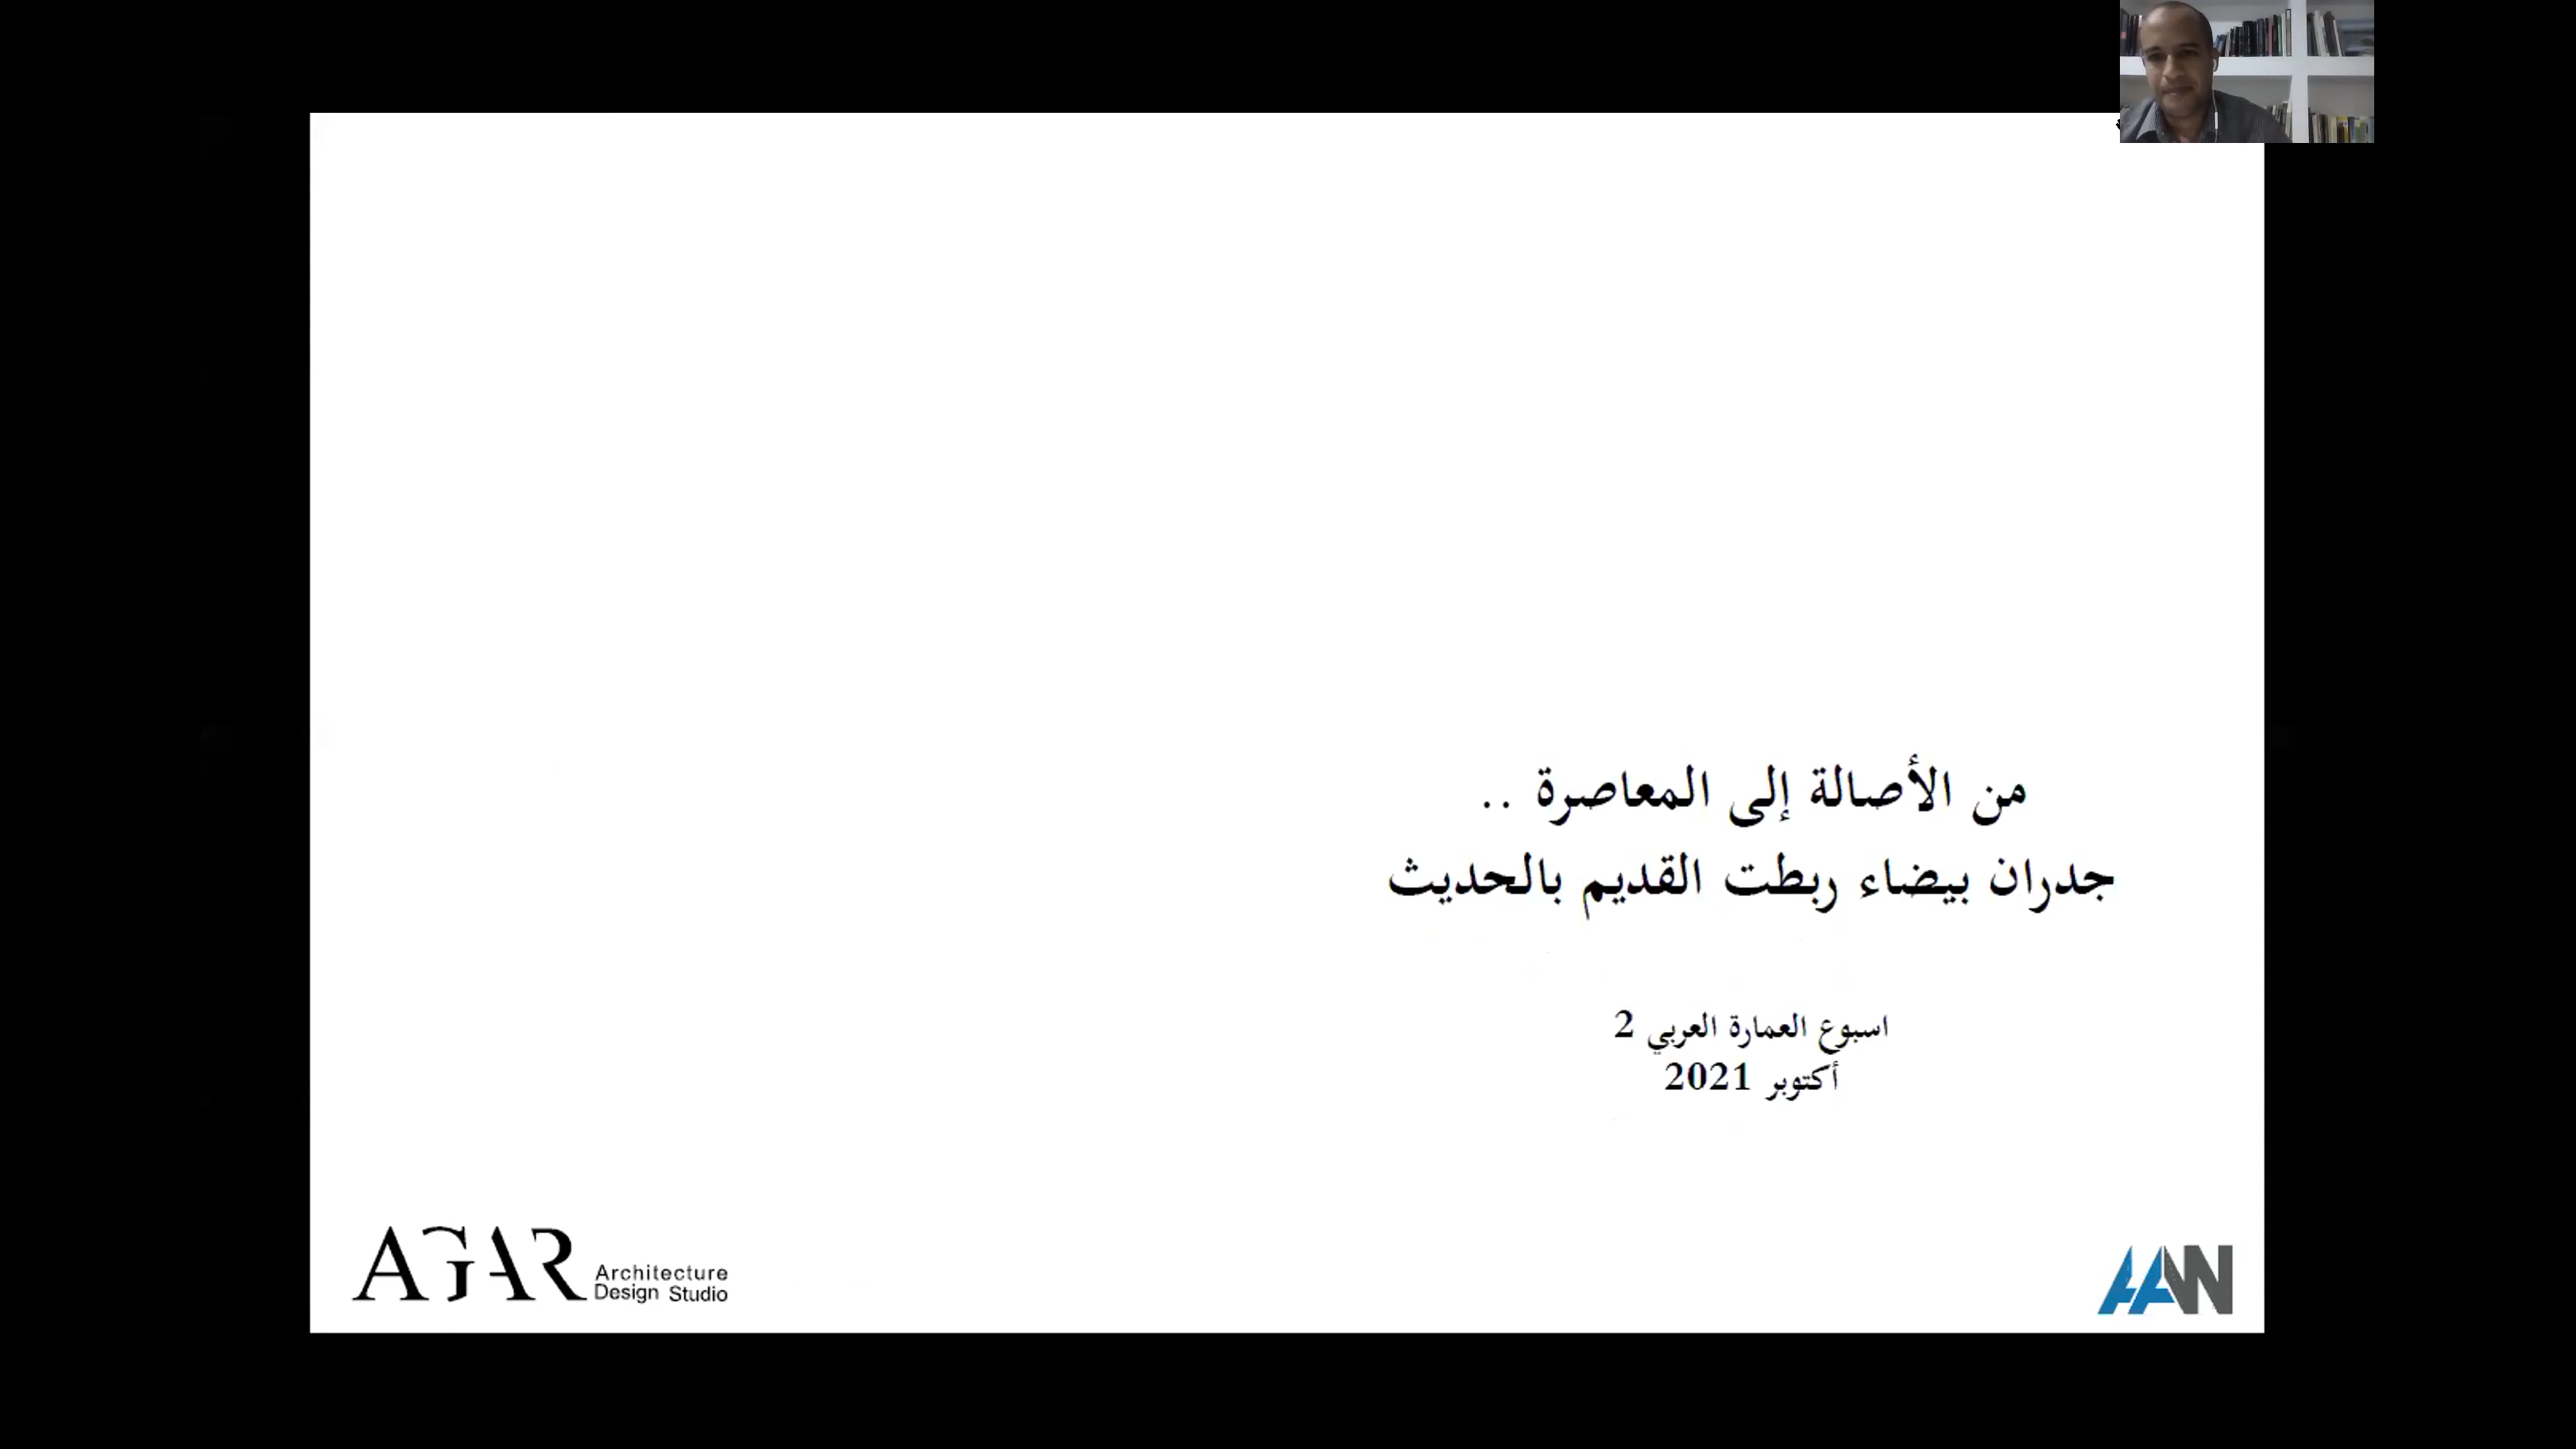 من الأصالة إلى المعاصرة ..
جدران بيضاء ربطت القديم بالحديث
اسبوع العمارة العربي 2
أكتوبر 2021
AGAR Architecture
Design Studio
AAN